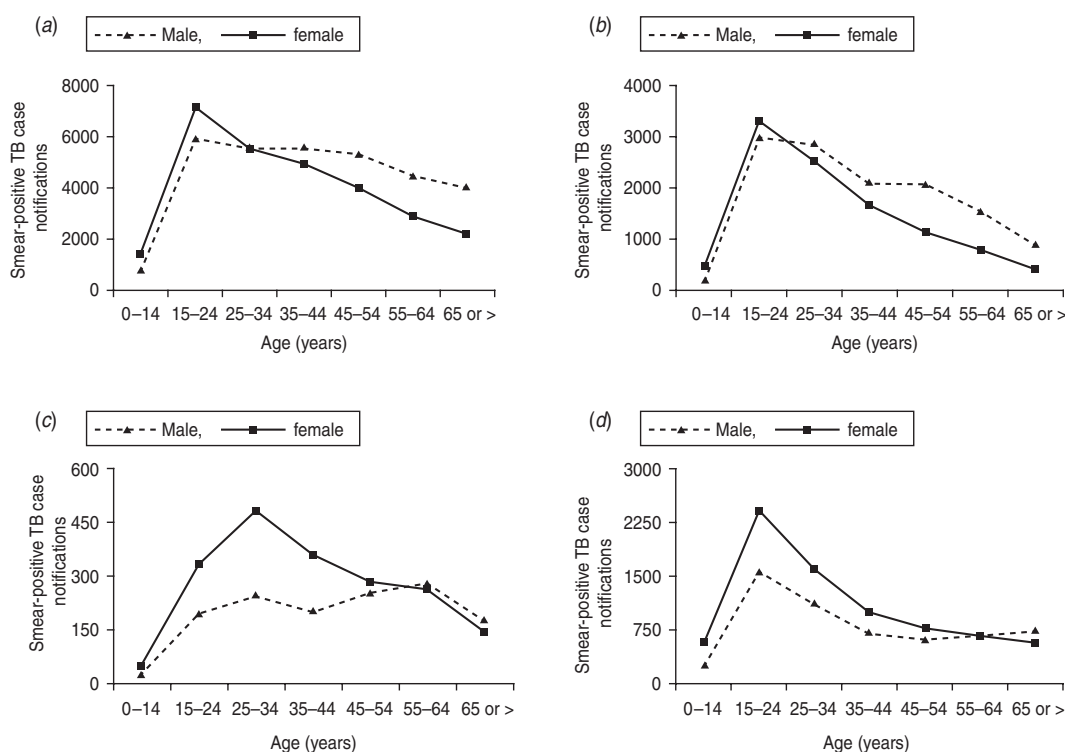 (a)
Male, female
Smear-positive TB case
notifications
8000
6000
4000
2000
0
0–14 15–24 25–34 35–44 45–54 55–64 65 or >
Age (years)
(b)
Male, female
Smear-positive TB case
notifications
4000
3000
2000
1000
0
0–14 15–24 25–34 35–44 45–54 55–64 65 or >
Age (years)
(c)
Male, female
Smear-positive TB case
notifications
600
450
300
150
0
0–14 15–24 25–34 35–44 45–54 55–64 65 or >
Age (years)
(d)
Male, female
Smear-positive TB case
notifications
3000
2250
1500
750
0
0–14 15–24 25–34 35–44 45–54 55–64 65 or >
Age (years)